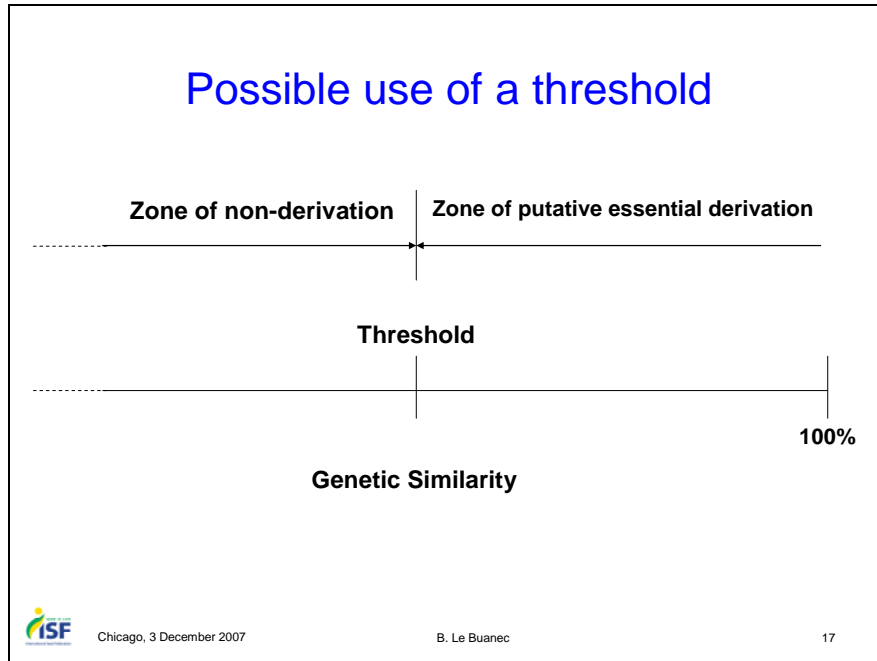 Possible use of a threshold
Zone of non-derivation
Zone of putative essential derivation
Threshold
100%
Genetic Similarity
ISF
Chicago, 3 December 2007
B. Le Buanec
17